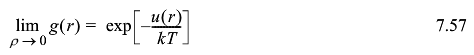 lim g(r) = exp[-u(r)/kT] 7.57
ρ → 0